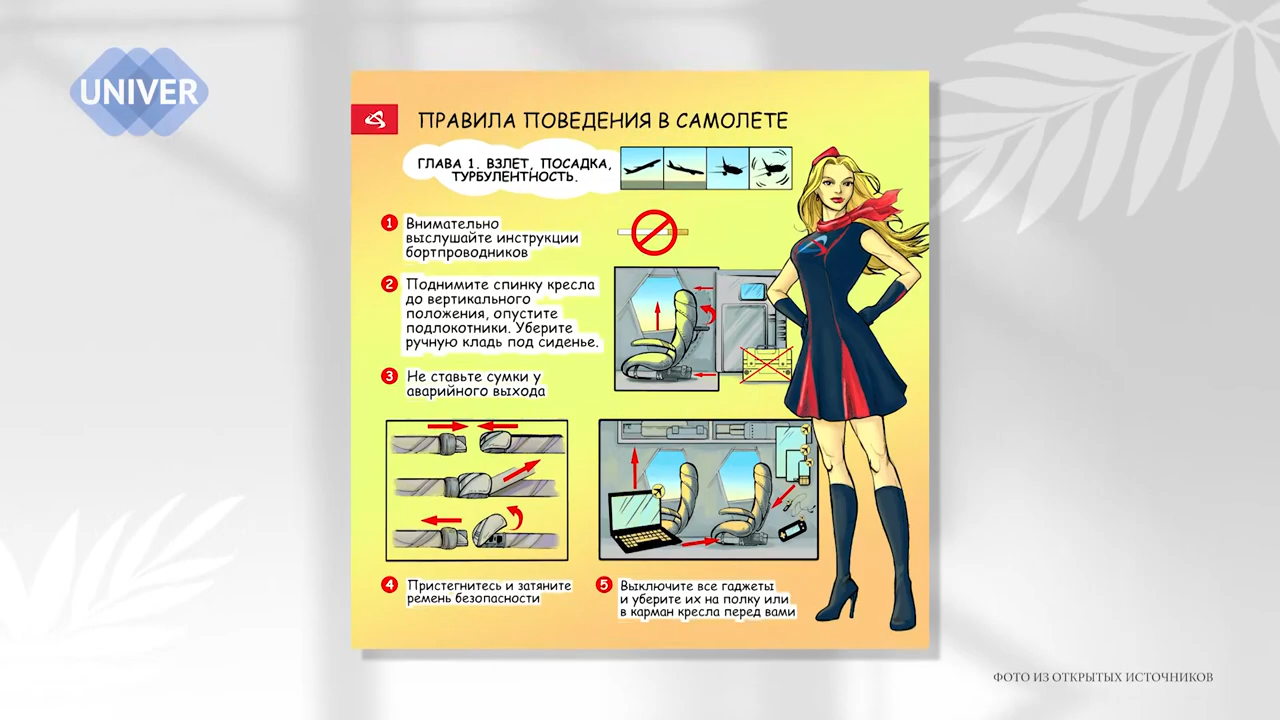 UNIVER
ПРАВИЛА ПОВЕДЕНИЯ В САМОЛЕТЕ
ГЛАВА 1. ВЗЛЕТ, ПОСАДКА,
ТУРБУЛЕНТНОСТЬ.
1 Внимательно
выслушайте инструкции
бортпроводников
2 Поднимите спинку кресла
до вертикального
положения, опустите
подлокотники. Уберите
ручную кладь под сиденье.
3 Не ставьте сумки у
аварийного выхода
4 Пристегнитесь и затяните
ремень безопасности
5 Выключите все гаджеты
и уберите их на полку или
в карман кресла перед вами
ФОТО ИЗ ОТКРЫТЫХ ИСТОЧНИКОВ